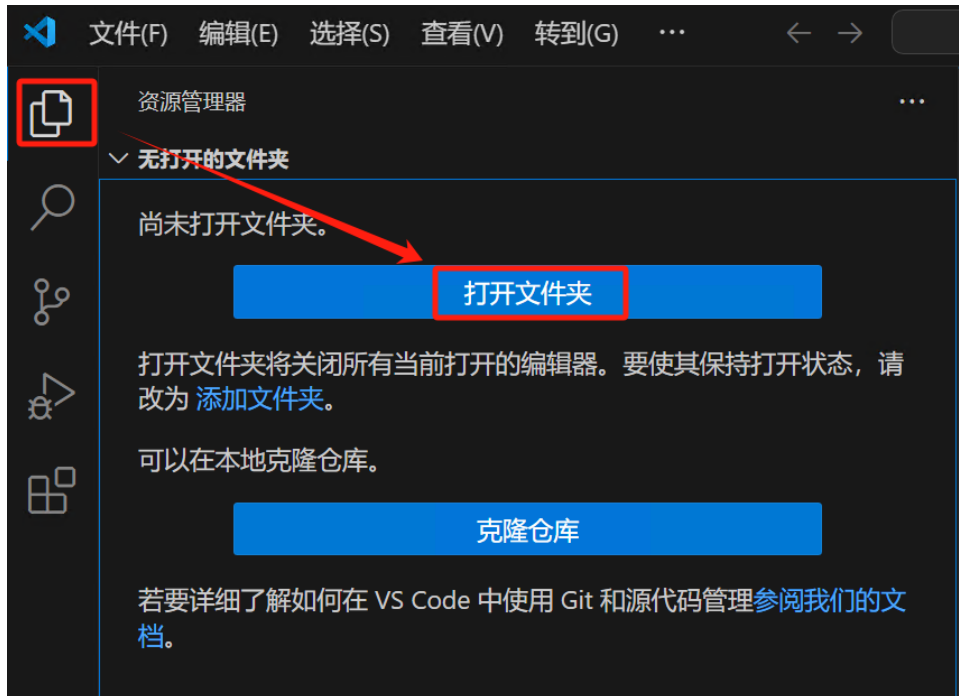 文件(F) 编辑(E) 选择(S) 查看(V) 转到(G) ···
资源管理器 ···
无打开的文件夹
尚未打开文件夹。
打开文件夹
打开文件夹将关闭所有当前打开的编辑器。要使其保持打开状态，请
改为 添加文件夹。
可以在本地克隆仓库。
克隆仓库
若要详细了解如何在 VS Code 中使用 Git 和源代码管理参阅我们的文
档。